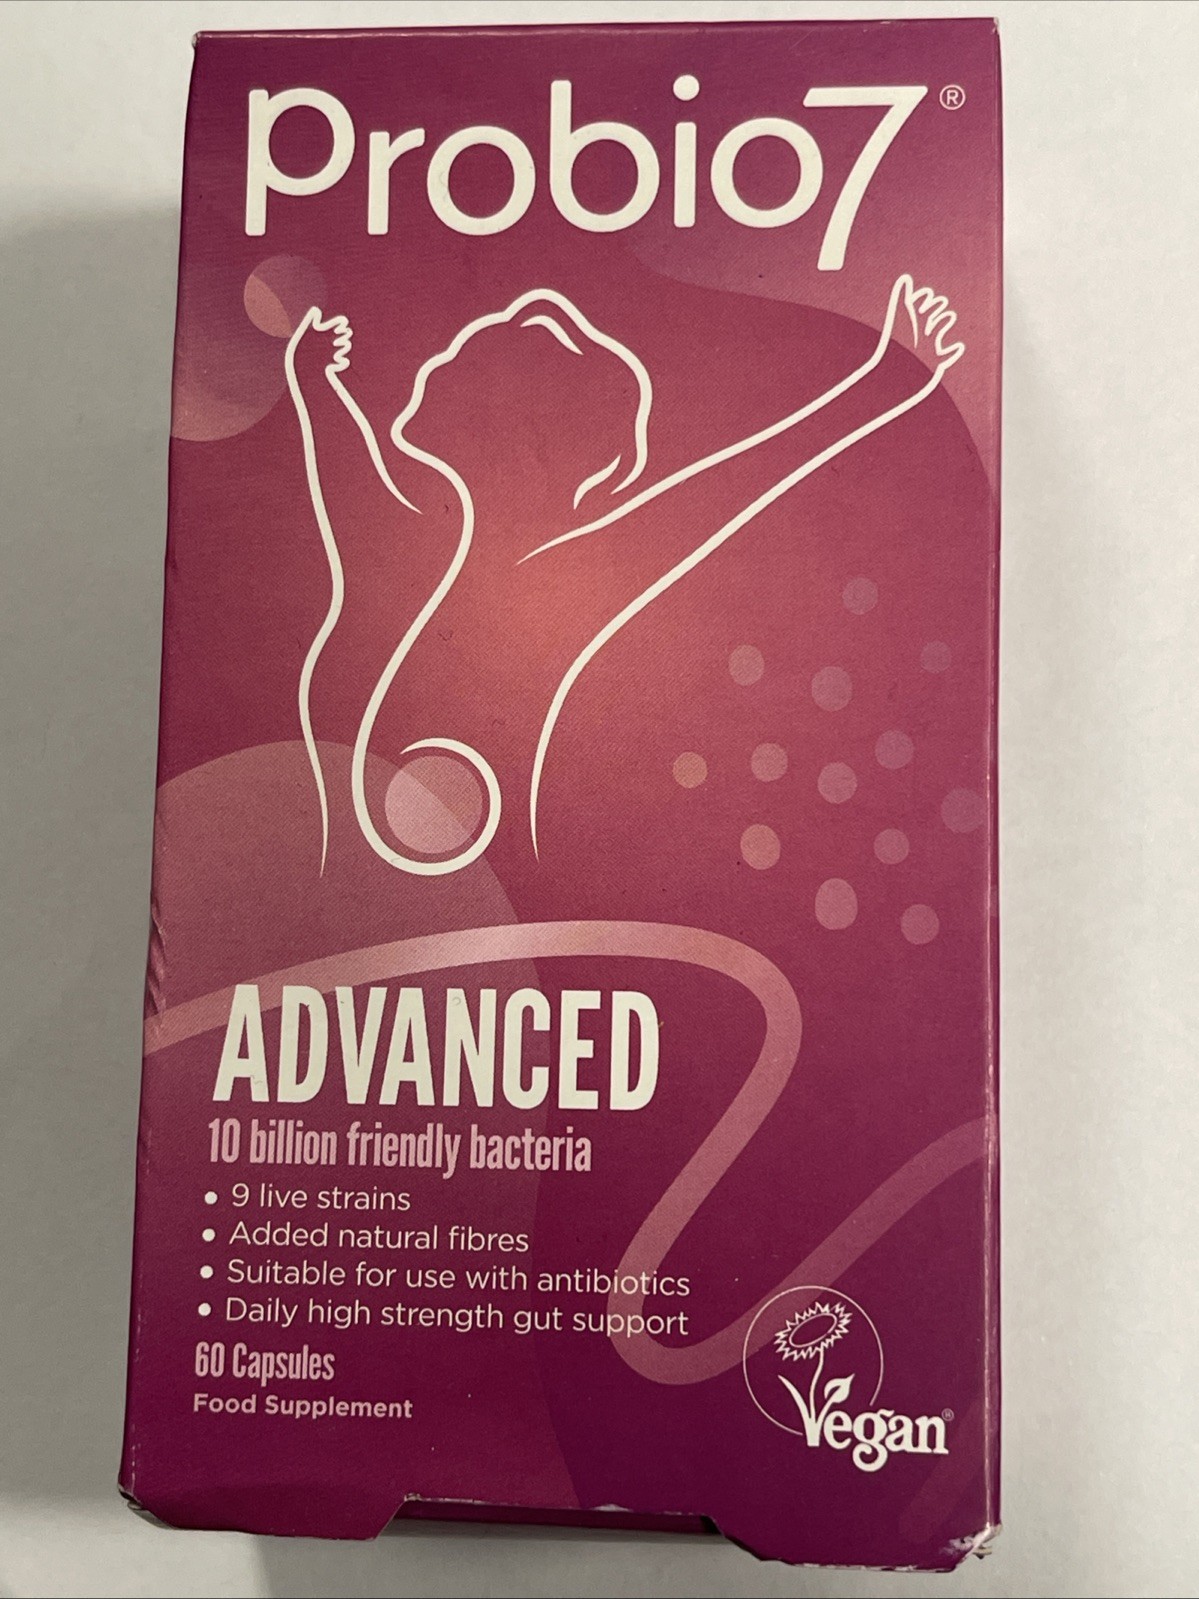 Probio7®
ADVANCED
10 billion friendly bacteria
• 9 live strains
• Added natural fibres
• Suitable for use with antibiotics
• Daily high strength gut support
60 Capsules
Food Supplement
Vegan®